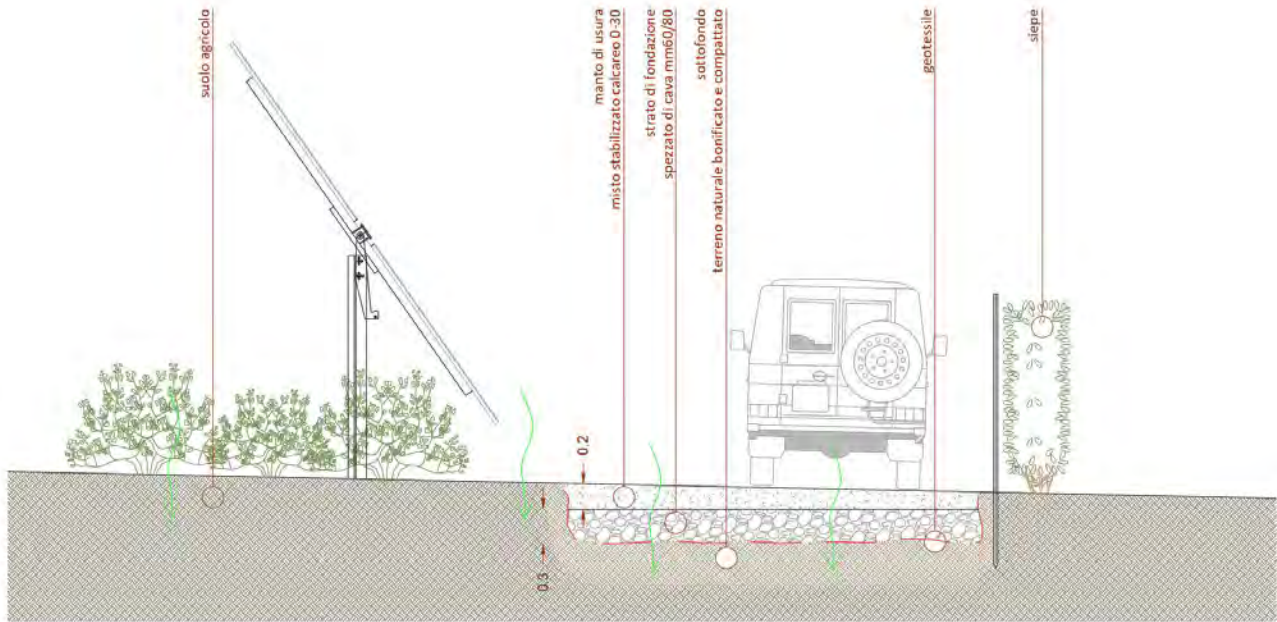 suolo agricolo
manto di usura
misto stabilizzato calcareo 0-30
strato di fondazione
spezzato di cava mm60/80
sottofondo
terreno naturale bonificato e compattato
geotessile
siepe
0.2
0.3